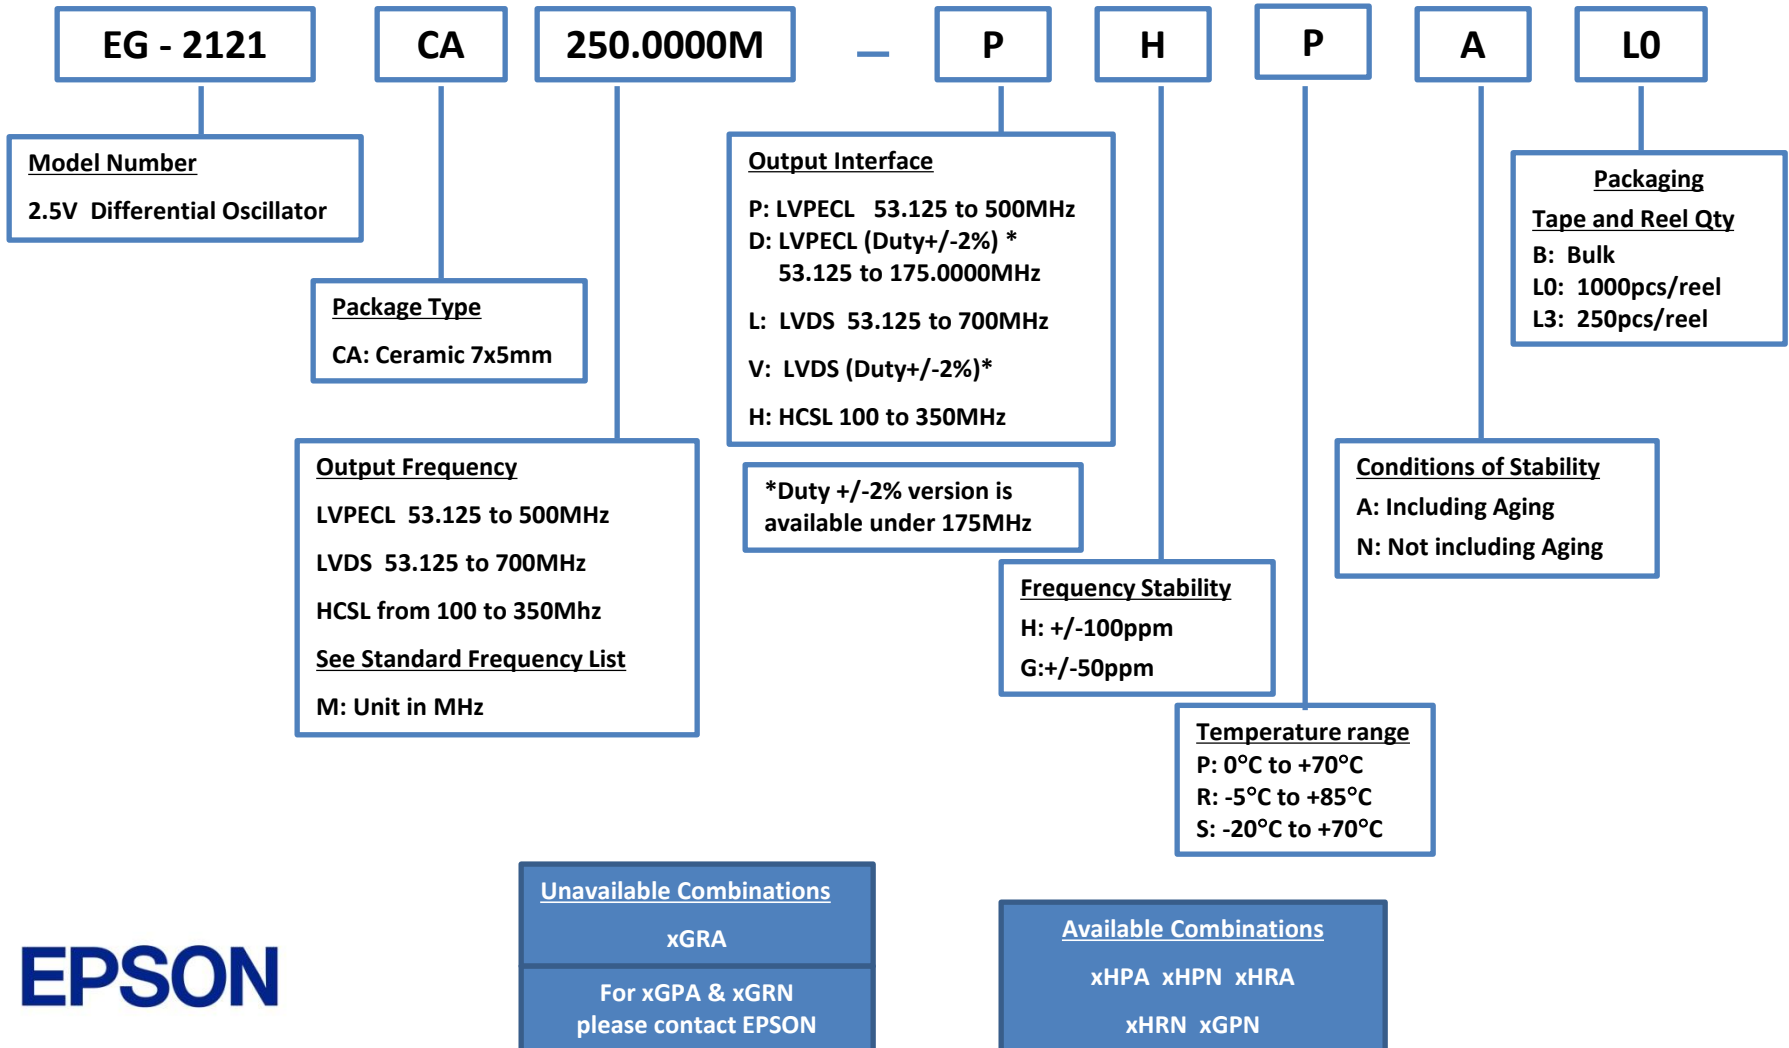 EG - 2121 CA 250.0000M – P H P A L0
Model Number
2.5V Differential Oscillator
Package Type
CA: Ceramic 7x5mm
Output Frequency
LVPECL 53.125 to 500MHz
LVDS 53.125 to 700MHz
HCSL from 100 to 350Mhz
See Standard Frequency List
M: Unit in MHz
Output Interface
P: LVPECL 53.125 to 500MHz
D: LVPECL (Duty+/-2%) *
53.125 to 175.0000MHz
L: LVDS 53.125 to 700MHz
V: LVDS (Duty+/-2%)*
H: HCSL 100 to 350MHz
*Duty +/-2% version is
available under 175MHz
Frequency Stability
H: +/-100ppm
G:+/-50ppm
Temperature range
P: 0°C to +70°C
R: -5°C to +85°C
S: -20°C to +70°C
Conditions of Stability
A: Including Aging
N: Not including Aging
Packaging
Tape and Reel Qty
B: Bulk
L0: 1000pcs/reel
L3: 250pcs/reel
Unavailable Combinations
xGRA
For xGPA & xGRN
please contact EPSON
Available Combinations
xHPA xHPN xHRA
xHRN xGPN
EPSON